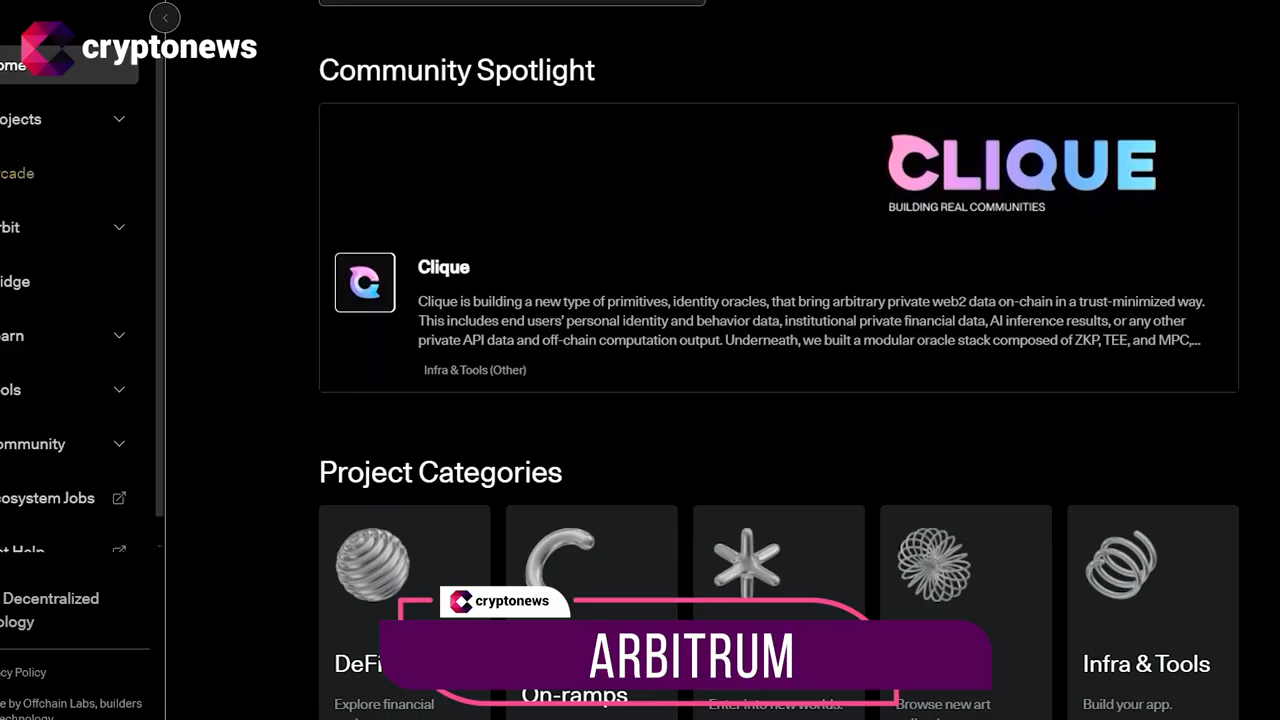 cryptonews
ome
ojects
cade
rbit
idge
arn
ols
ommunity
cosystem Jobs
Decentralized
ology
cy Policy
e by Offchain Labs, builders
Community Spotlight
CLIQUE
BUILDING REAL COMMUNITIES
Clique
Clique is building a new type of primitives, identity oracles, that bring arbitrary private web2 data on-chain in a trust-minimized way.
This includes end users' personal identity and behavior data, institutional private financial data, AI inference results, or any other
private API data and off-chain computation output. Underneath, we built a modular oracle stack composed of ZKP, TEE, and MPC,...
Infra & Tools (Other)
Project Categories
DeFi
On-ramps
Infra & Tools
Explore financial
Enter into new worlds.
Browse new art
Build your app.
cryptonews
ARBITRUM